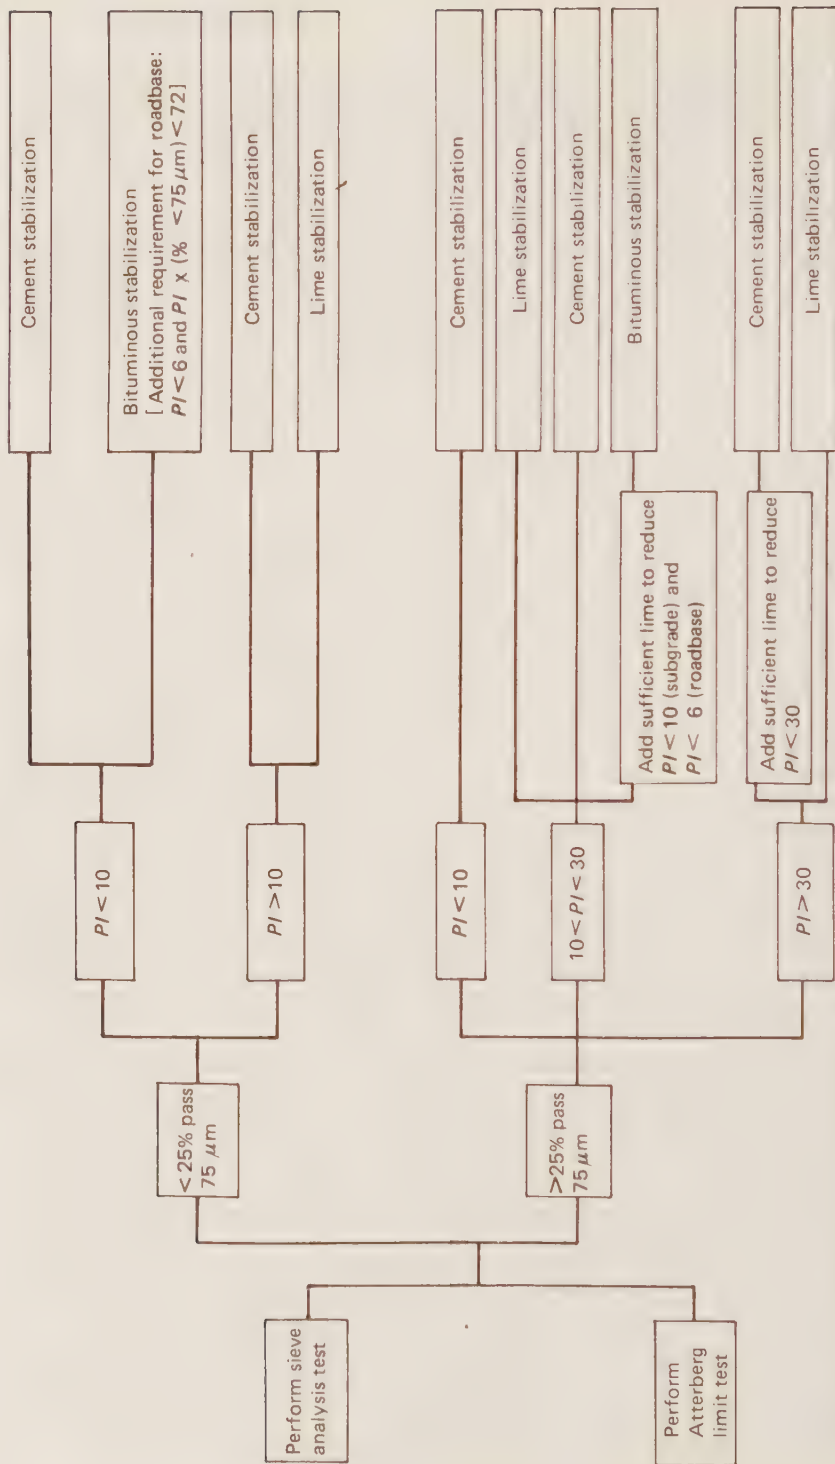 Perform sieve
analysis test
Perform
Atterberg
limit test
< 25% pass
75 μm
>25% pass
75 μm
PI < 10
PI > 10
PI < 10
10 < PI < 30
PI > 30
Add sufficient lime to reduce
PI < 10 (subgrade) and
PI < 6 (roadbase)
Add sufficient lime to reduce
PI < 30
Cement stabilization
Bituminous stabilization
[Additional requirement for roadbase:
PI < 6 and PI x (% <75 μm) < 72]
Cement stabilization
Lime stabilization
Cement stabilization
Lime stabilization
Cement stabilization
Bituminous stabilization
Cement stabilization
Lime stabilization